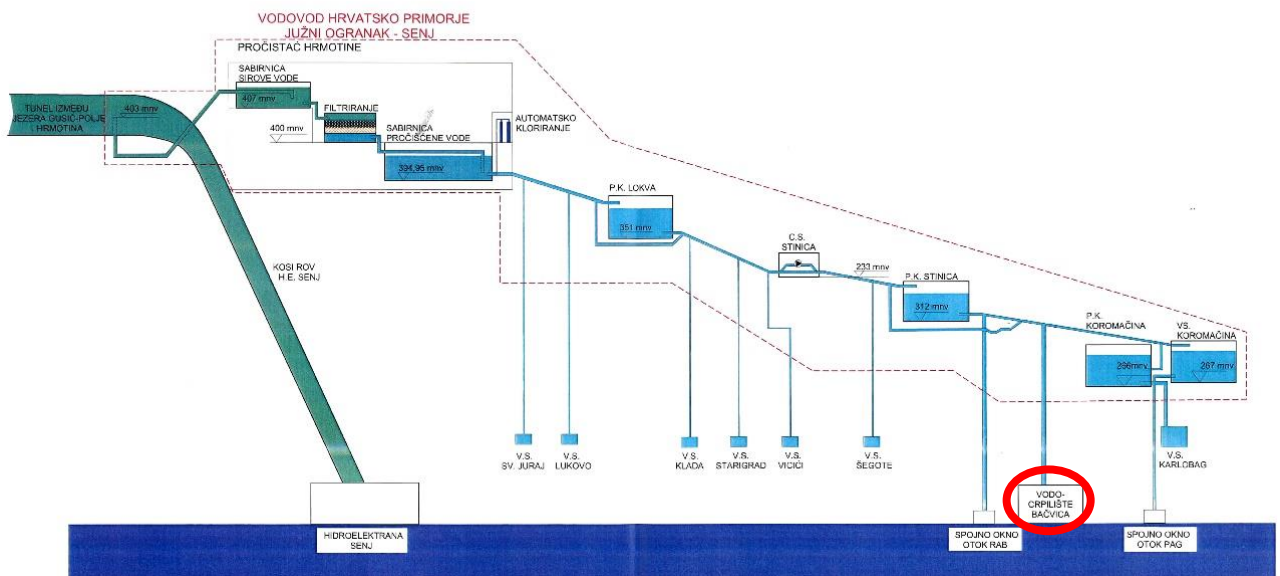 VODOVOD HRVATSKO PRIMORJE
JUŽNI OGRANAK - SENJ
PROČISTAČ HRMOTINE
SABIRNICA
SIROVE VODE
407 mnv
TUNEL IZMEĐU
JEZERA GUSIĆ-POLJE
I HRMOTINA
403 mnv
FILTRIRANJE
400 mnv
SABIRNICA
PROČIŠĆENE VODE
394,95 mnv
AUTOMATSKO
KLORIRANJE
P.K. LOKVA
351 mnv
C.S.
STINICA
233 mnv
P.K. STINICA
312 mnv
P.K.
KOROMAČINA
266mnv
VS.
KOROMAČINA
267 mnv
KOSI ROV
H.E. SENJ
V.S.
SV. JURAJ
V.S.
LUKOVO
V.S.
KLADA
V.S.
STARIGRAD
V.S.
VICIĆI
V.S.
ŠEGOTE
V.S.
KARLOBAG
VODO-
CRPILIŠTE
BAČVICA
HIDROELEKTRANA
SENJ
SPOJNO OKNO
OTOK RAB
SPOJNO OKNO
OTOK PAG